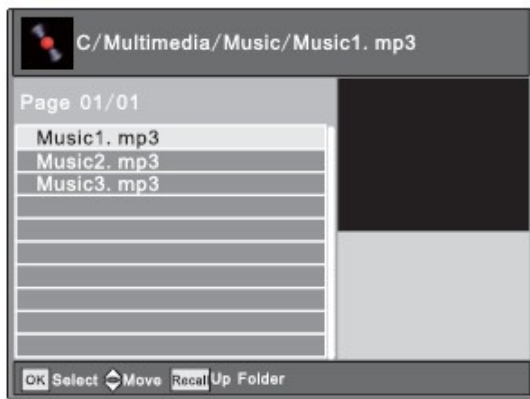 C/Multimedia/Music/Music1. mp3
Page 01/01
Music1. mp3
Music2. mp3
Music3. mp3
OK Select Move Recall Up Folder